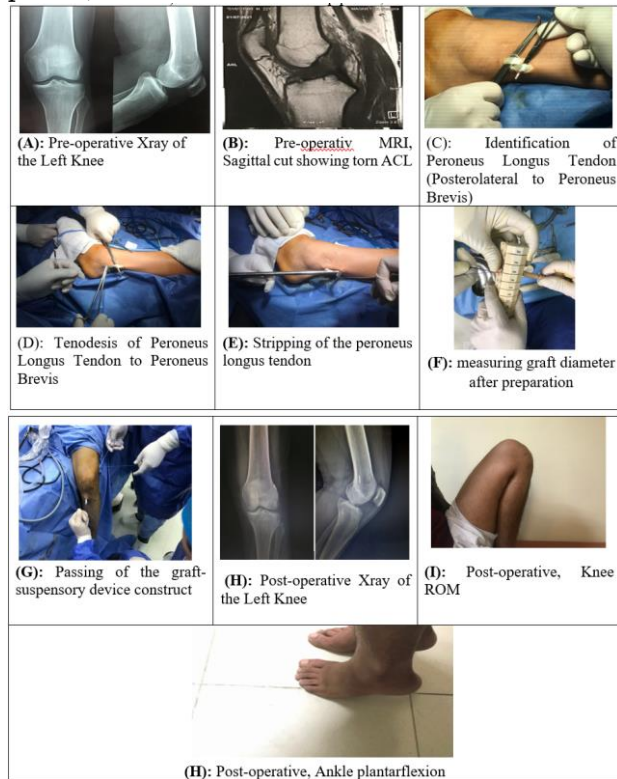 (A): Pre-operative Xray of
the Left Knee
(B): Pre-operativ MRI,
Sagittal cut showing torn ACL
(C): Identification of
Peroneus Longus Tendon
(Posterolateral to Peroneus
Brevis)
(D): Tenodesis of Peroneus
Longus Tendon to Peroneus
Brevis
(E): Stripping of the peroneus
longus tendon
(F): measuring graft diameter
after preparation
(G): Passing of the graft-
suspensory device construct
(H): Post-operative Xray of
the Left Knee
(I): Post-operative, Knee
ROM
(H): Post-operative, Ankle plantarflexion